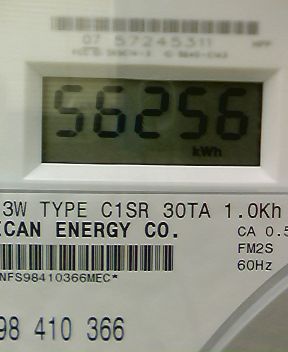 07 57245311
56256
kWh
3W TYPE C1SR 30TA 1.0Kh
ICAN ENERGY CO.
CA 0.5
FM2S
60Hz
NFS98410366MEC*
98 410 366